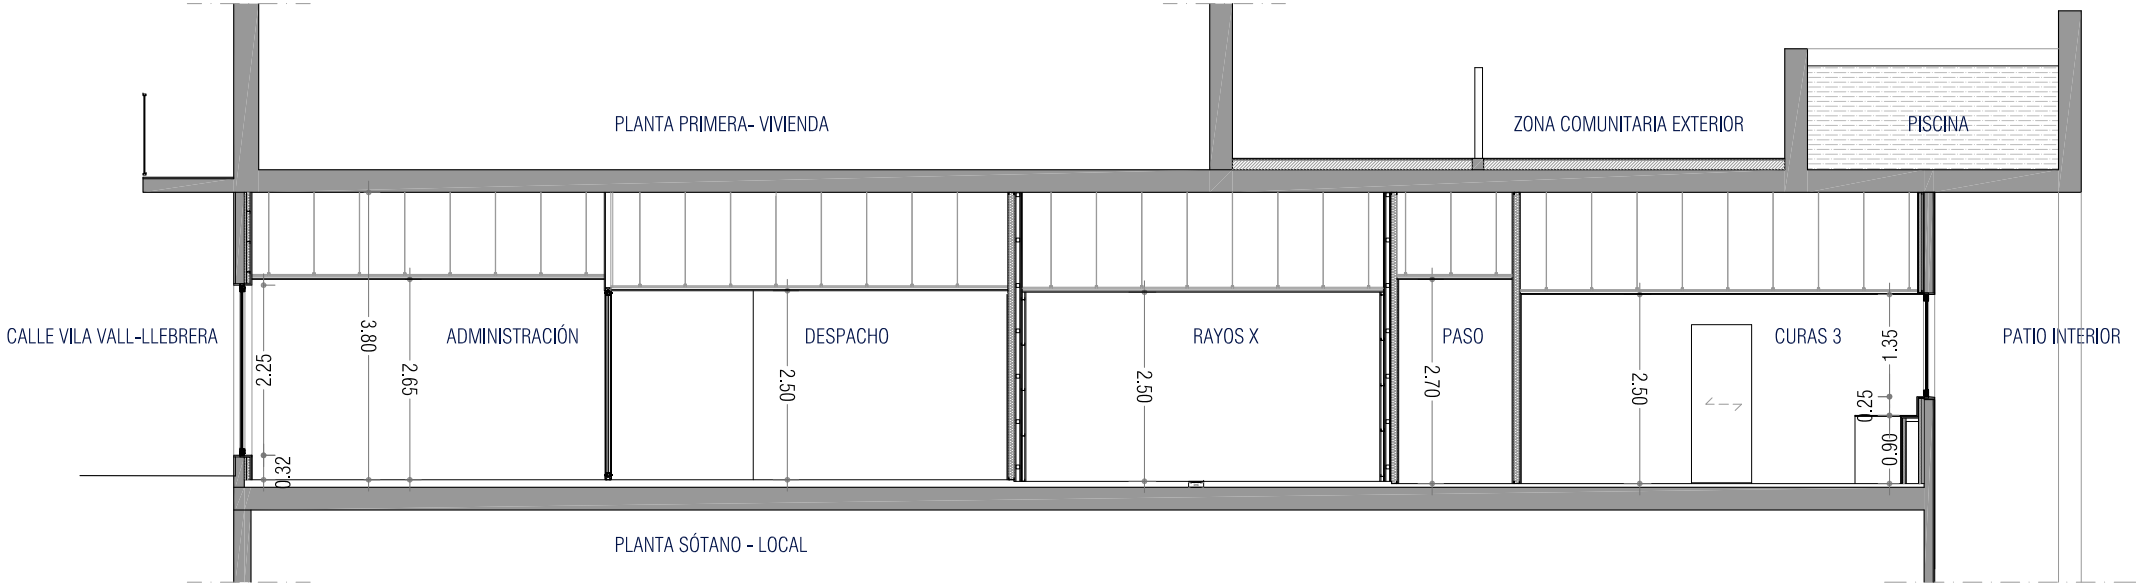 PLANTA PRIMERA- VIVIENDA
ZONA COMUNITARIA EXTERIOR
PISCINA
CALLE VILA VALL-LLEBRERA
2.25
0.32
3.80
2.65
ADMINISTRACIÓN
DESPACHO
2.50
RAYOS X
2.50
PASO
2.70
2.50
CURAS 3
1.35
0.25
0.90
PATIO INTERIOR
PLANTA SÓTANO - LOCAL